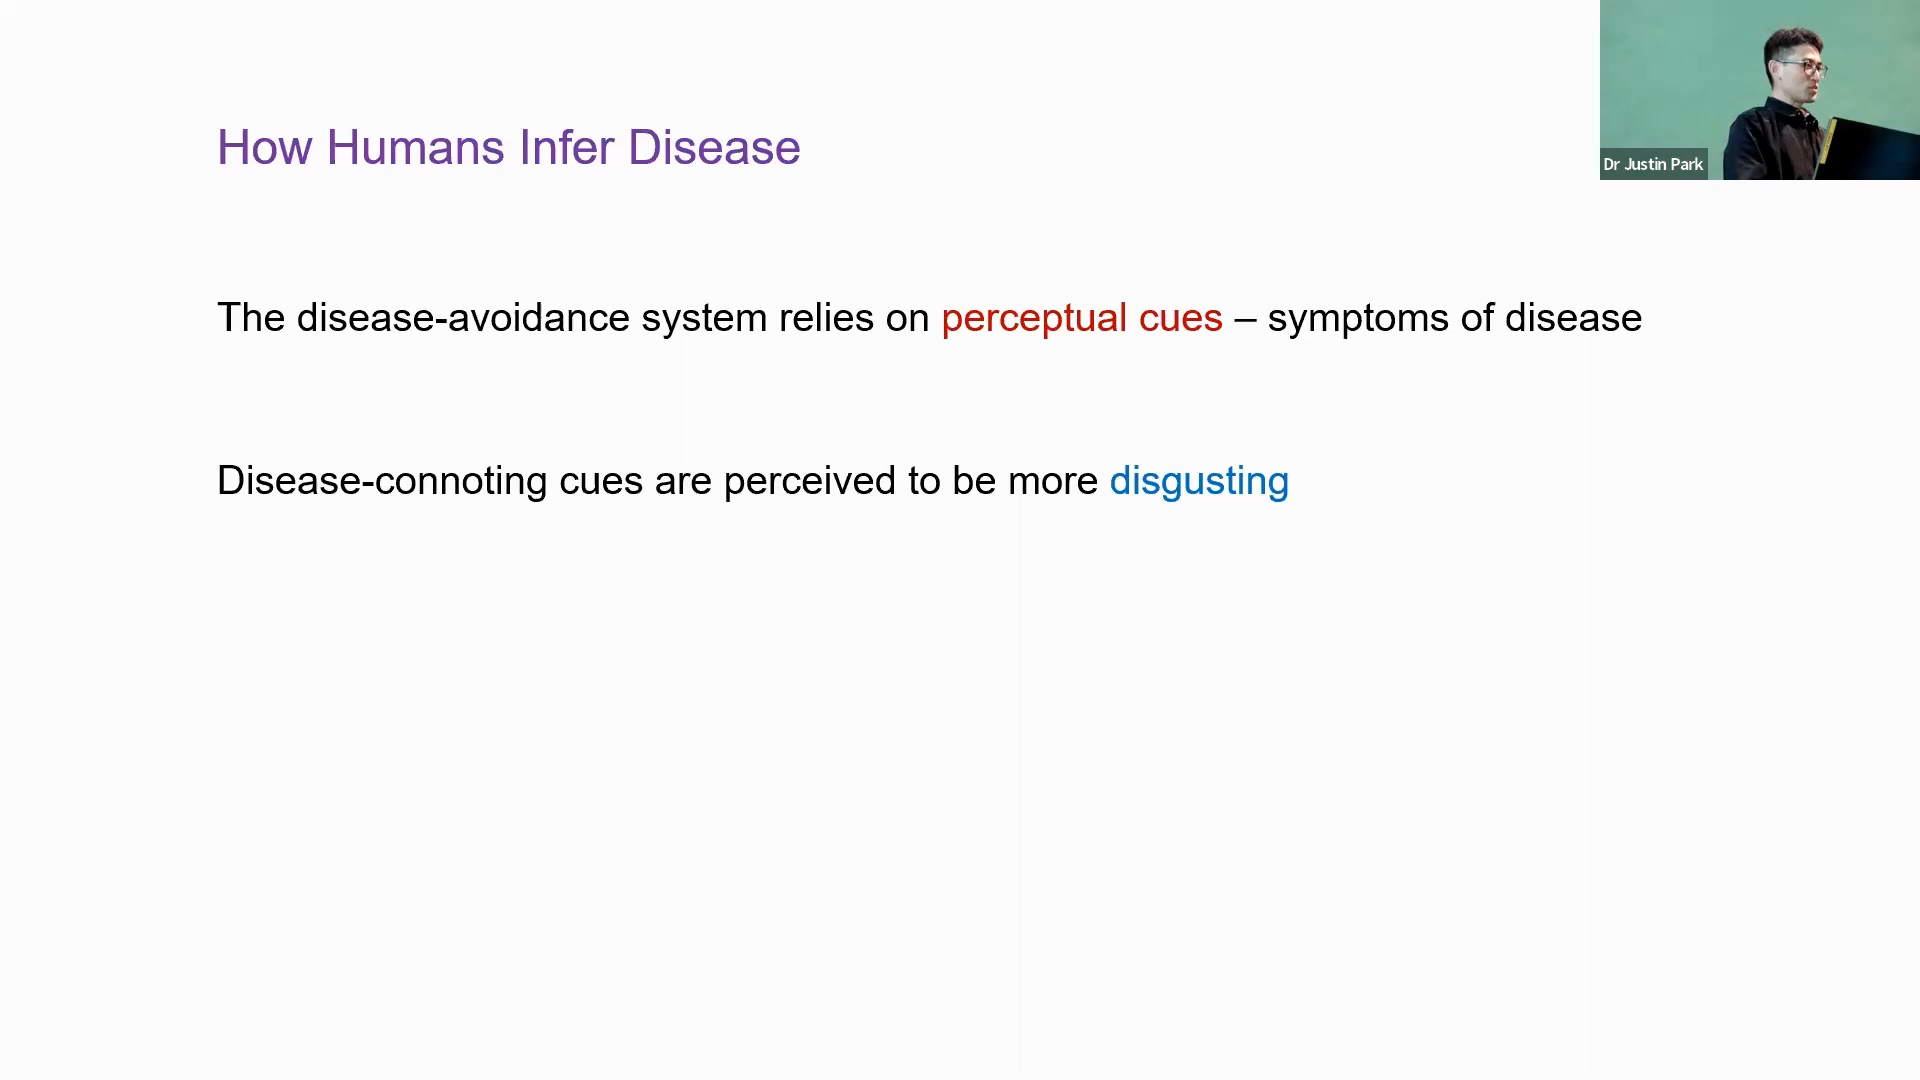 How Humans Infer Disease
Dr Justin Park
The disease-avoidance system relies on perceptual cues – symptoms of disease
Disease-connoting cues are perceived to be more disgusting